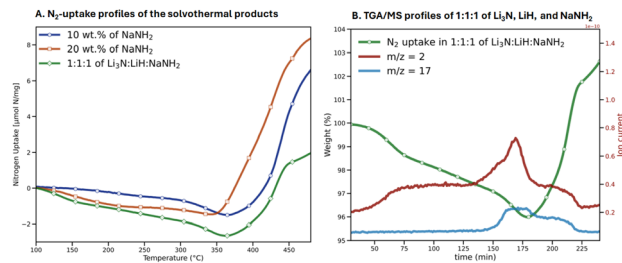 A. N₂-uptake profiles of the solvothermal products
10 wt.% of NaNH₂
20 wt.% of NaNH₂
1:1:1 of Li₃N:LiH:NaNH₂
Nitrogen Uptake [µmol N/mg]
8
6
4
2
0
−2
100 150 200 250 300 350 400 450
Temperature (°C)
B. TGA/MS profiles of 1:1:1 of Li₃N, LiH, and NaNH₂
N₂ uptake in 1:1:1 of Li₃N:LiH:NaNH₂
m/z = 2
m/z = 17
Weight (%)
104
103
102
101
100
99
98
97
96
95
50 75 100 125 150 175 200 225
time (min)
1e−10
1.4
1.2
1.0
0.8
0.6
0.4
0.2
Ion current